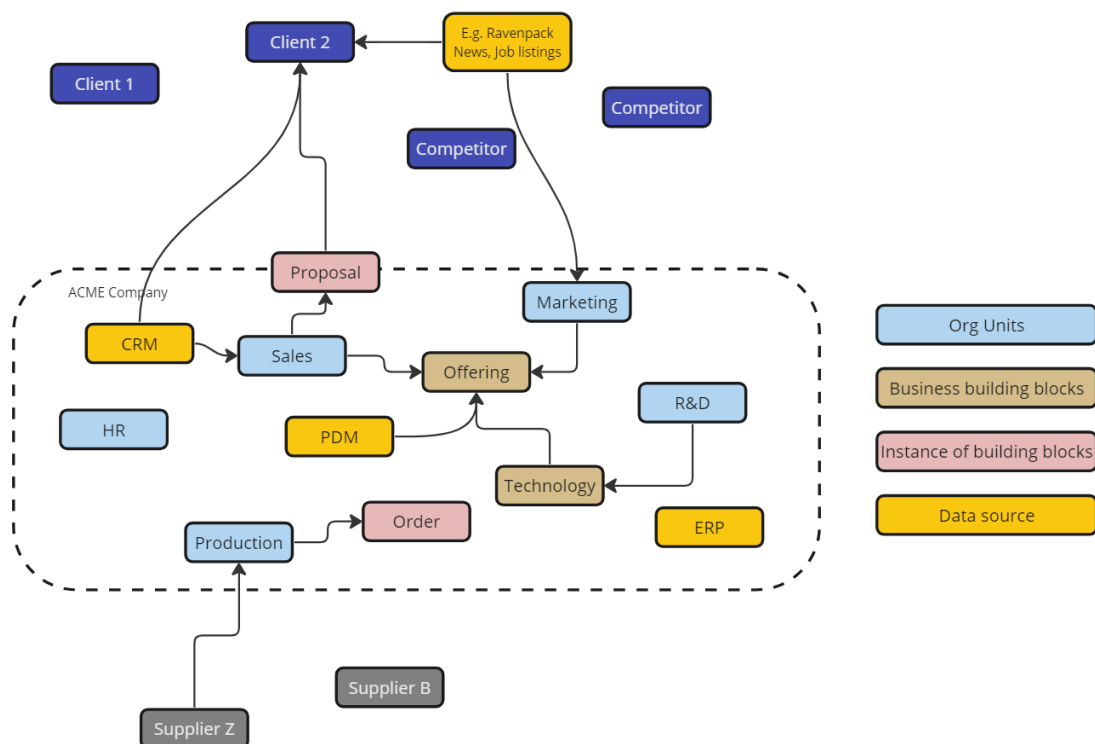 Client 2
E.g. Ravenpack
News, Job listings
Client 1
Competitor
Competitor
Proposal
ACME Company
Marketing
CRM
Sales
Offering
R&D
HR
PDM
Technology
Order
ERP
Production
Supplier B
Supplier Z
Org Units
Business building blocks
Instance of building blocks
Data source